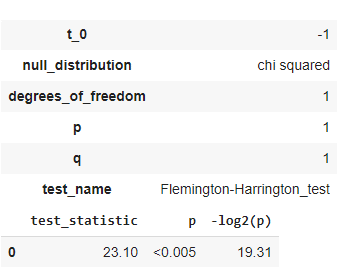 t_0 -1
null_distribution chi squared
degrees_of_freedom 1
p 1
q 1
test_name Flemington-Harrington_test
test_statistic p -log2(p)
0 23.10 <0.005 19.31